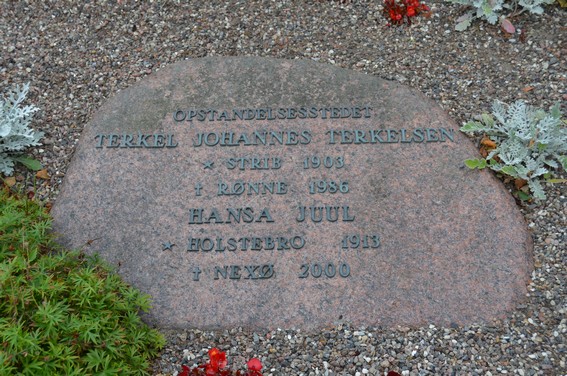 OPSTANDELSESSTEDET
TERKEL JOHANNES TERKELSEN
★ STRIB 1903
† RØNNE 1986
HANSA JUUL
★ HOLSTEBRO 1913
† NEXØ 2000